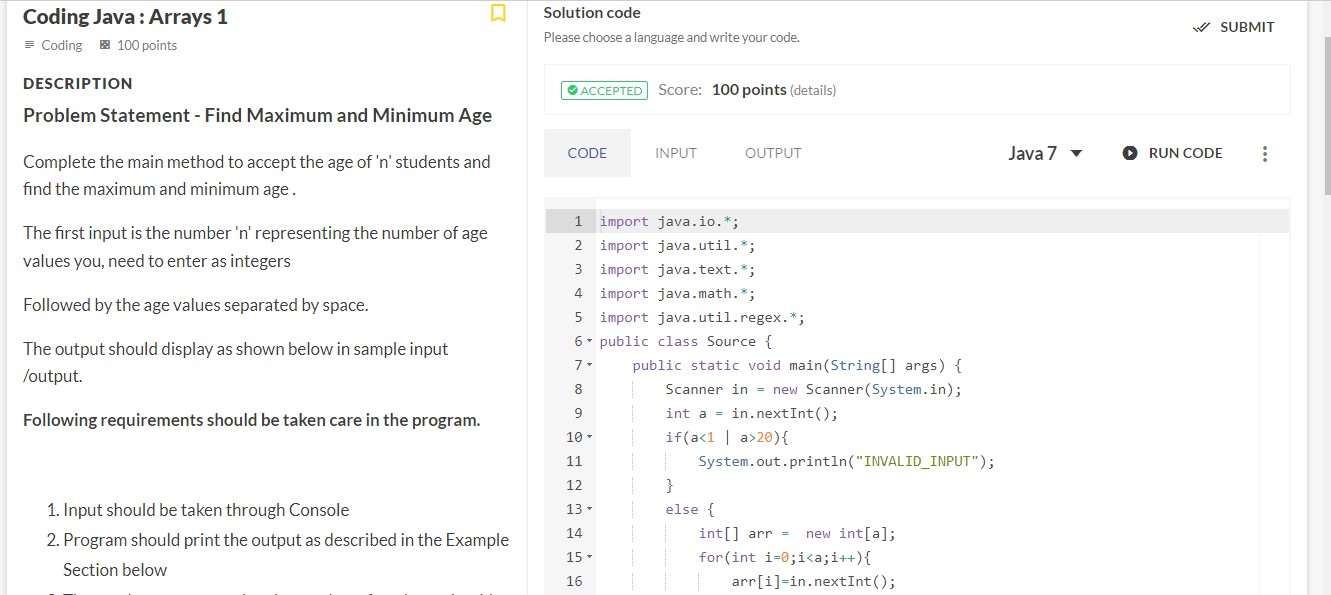 Coding Java : Arrays 1
Coding 100 points
DESCRIPTION
Problem Statement - Find Maximum and Minimum Age
Complete the main method to accept the age of 'n' students and
find the maximum and minimum age .
The first input is the number 'n' representing the number of age
values you, need to enter as integers
Followed by the age values separated by space.
The output should display as shown below in sample input
/output.
Following requirements should be taken care in the program.
1. Input should be taken through Console
2. Program should print the output as described in the Example
Section below
Solution code
Please choose a language and write your code.
SUBMIT
ACCEPTED Score: 100 points (details)
CODE INPUT OUTPUT Java 7 RUN CODE
1 import java.io.*;
2 import java.util.*;
3 import java.text.*;
4 import java.math.*;
5 import java.util.regex.*;
6 public class Source {
7 public static void main(String[] args) {
8 Scanner in = new Scanner(System.in);
9 int a = in.nextInt();
10 if(a<1 | a>20){
11 System.out.println("INVALID_INPUT");
12 }
13 else {
14 int[] arr =  new int[a];
15 for(int i=0;i<a;i++){
16 arr[i]=in.nextInt();